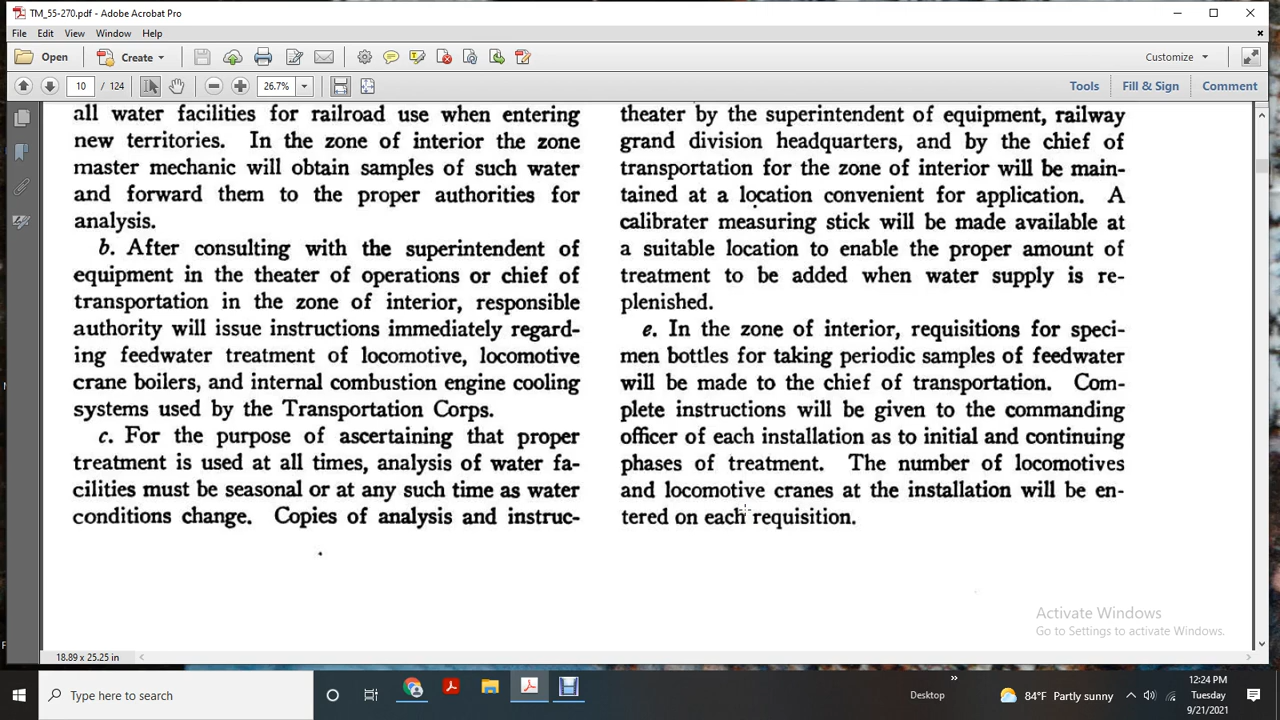 TM_55-270.pdf - Adobe Acrobat Pro
File Edit View Window Help
Open Create Customize
10 / 124 26.7% Tools Fill & Sign Comment
all water facilities for railroad use when entering
new territories. In the zone of interior the zone
master mechanic will obtain samples of such water
and forward them to the proper authorities for
analysis.
b. After consulting with the superintendent of
equipment in the theater of operations or chief of
transportation in the zone of interior, responsible
authority will issue instructions immediately regard-
ing feedwater treatment of locomotive, locomotive
crane boilers, and internal combustion engine cooling
systems used by the Transportation Corps.
c. For the purpose of ascertaining that proper
treatment is used at all times, analysis of water fa-
cilities must be seasonal or at any such time as water
conditions change. Copies of analysis and instruc-
theater by the superintendent of equipment, railway
grand division headquarters, and by the chief of
transportation for the zone of interior will be main-
tained at a location convenient for application. A
calibrater measuring stick will be made available at
a suitable location to enable the proper amount of
treatment to be added when water supply is re-
plenished.
e. In the zone of interior, requisitions for speci-
men bottles for taking periodic samples of feedwater
will be made to the chief of transportation. Com-
plete instructions will be given to the commanding
officer of each installation as to initial and continuing
phases of treatment. The number of locomotives
and locomotive cranes at the installation will be en-
tered on each requisition.
Activate Windows
Go to Settings to activate Windows.
18.89 x 25.25 in
Type here to search
Desktop
84°F Partly sunny
12:24 PM
Tuesday
9/21/2021